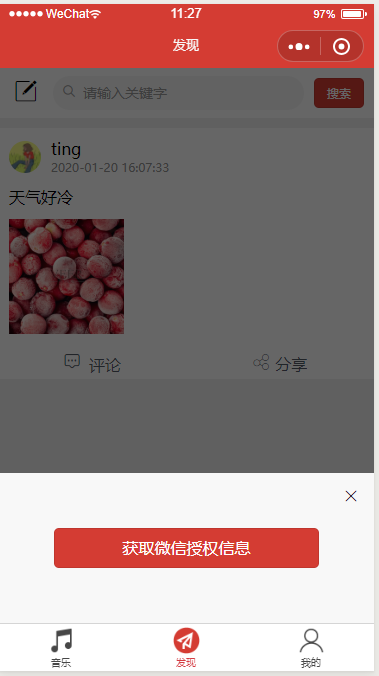 WeChat 11:27 97%
发现
请输入关键字 搜索
ting
2020-01-20 16:07:33
天气好冷
评论 分享
获取微信授权信息
音乐 发现 我的